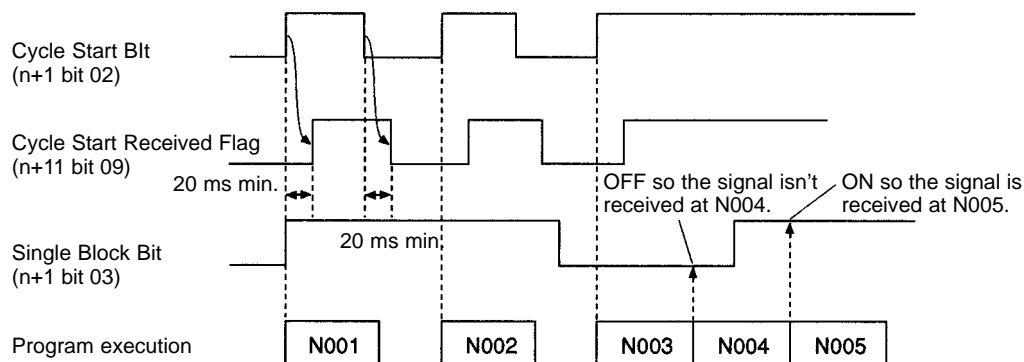 Cycle Start BIt
(n+1 bit 02)
Cycle Start Received Flag
(n+11 bit 09)
20 ms min.
OFF so the signal isn't
received at N004.
ON so the signal is
received at N005.
20 ms min.
Single Block Bit
(n+1 bit 03)
Program execution
N001
N002
N003
N004
N005